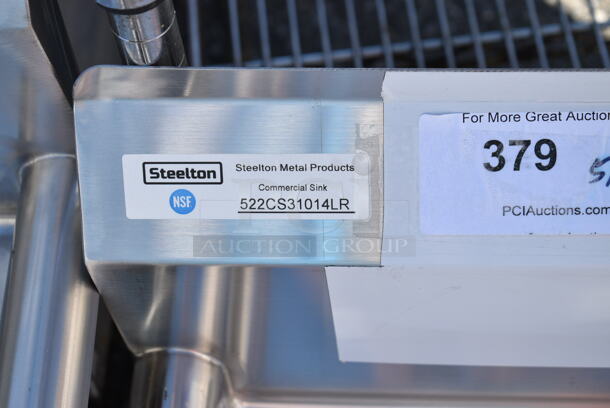 Steelton
Steelton Metal Products
Commercial Sink
NSF
522CS31014LR
AUCTION GROUP
For More Great Auction
379
PCIAuctions.com